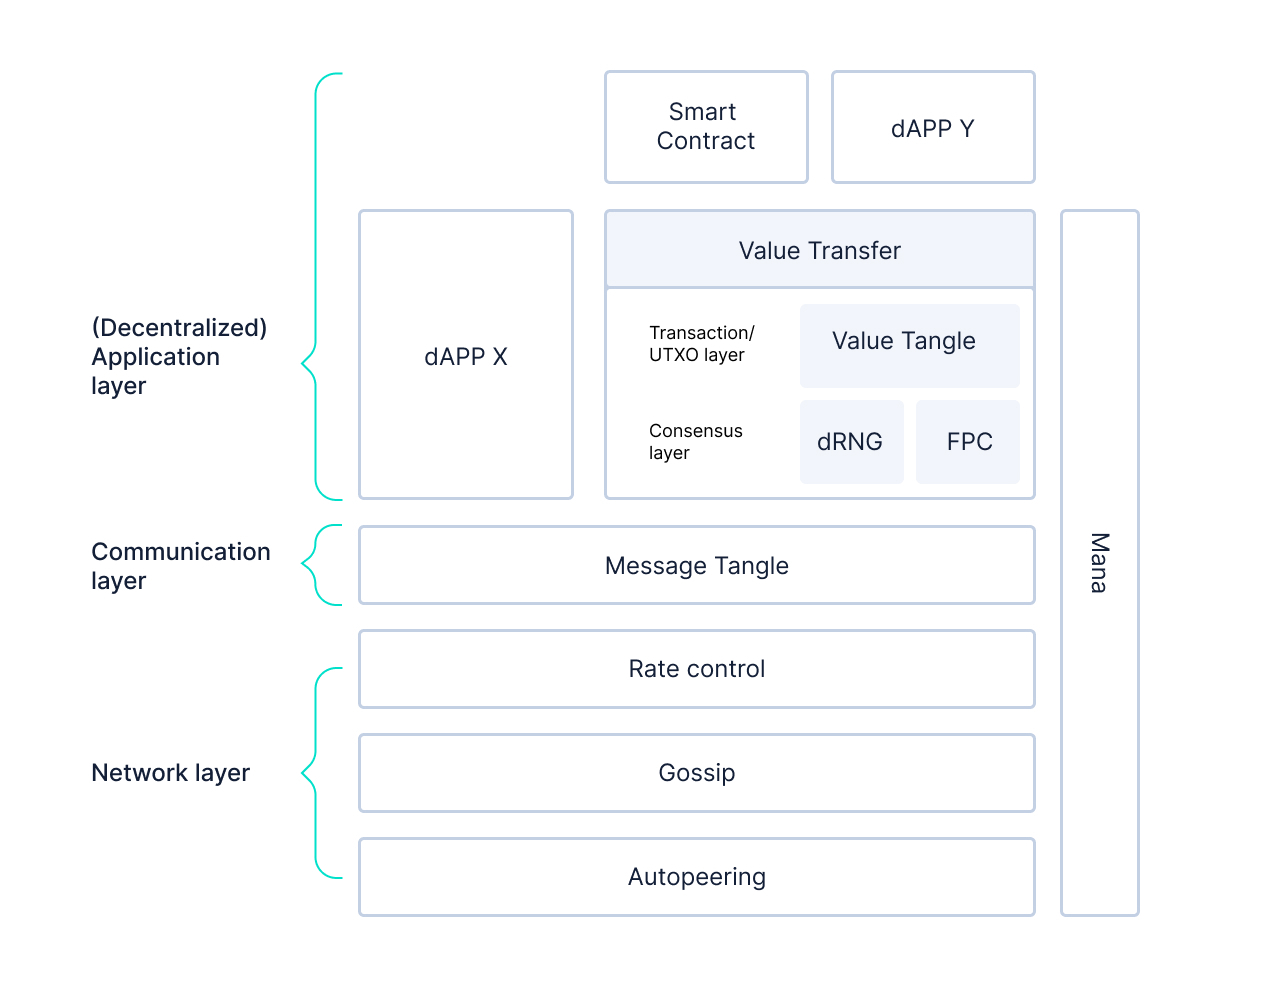 Smart
Contract
dAPP Y
Value Transfer
(Decentralized)
Application
layer
dAPP X
Transaction/
UTXO layer
Value Tangle
Consensus
layer
dRNG
FPC
Communication
layer
Message Tangle
Mana
Rate control
Network layer
Gossip
Autopeering